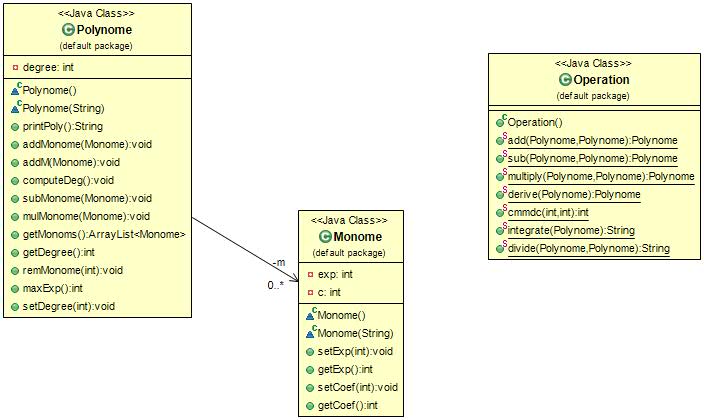 <<Java Class>>
Polynome
(default package)
degree: int
Polynome()
Polynome(String)
printPoly():String
addMonome(Monome):void
addM(Monome):void
computeDeg():void
subMonome(Monome):void
mulMonome(Monome):void
getMonoms():ArrayList<Monome>
getDegree():int
remMonome(int):void
maxExp():int
setDegree(int):void
-m
0..*
<<Java Class>>
Monome
(default package)
exp: int
c: int
Monome()
Monome(String)
setExp(int):void
getExp():int
setCoef(int):void
getCoef():int
<<Java Class>>
Operation
(default package)
Operation()
add(Polynome,Polynome):Polynome
sub(Polynome,Polynome):Polynome
multiply(Polynome,Polynome):Polynome
derive(Polynome):Polynome
cmmdc(int,int):int
integrate(Polynome):String
divide(Polynome,Polynome):String